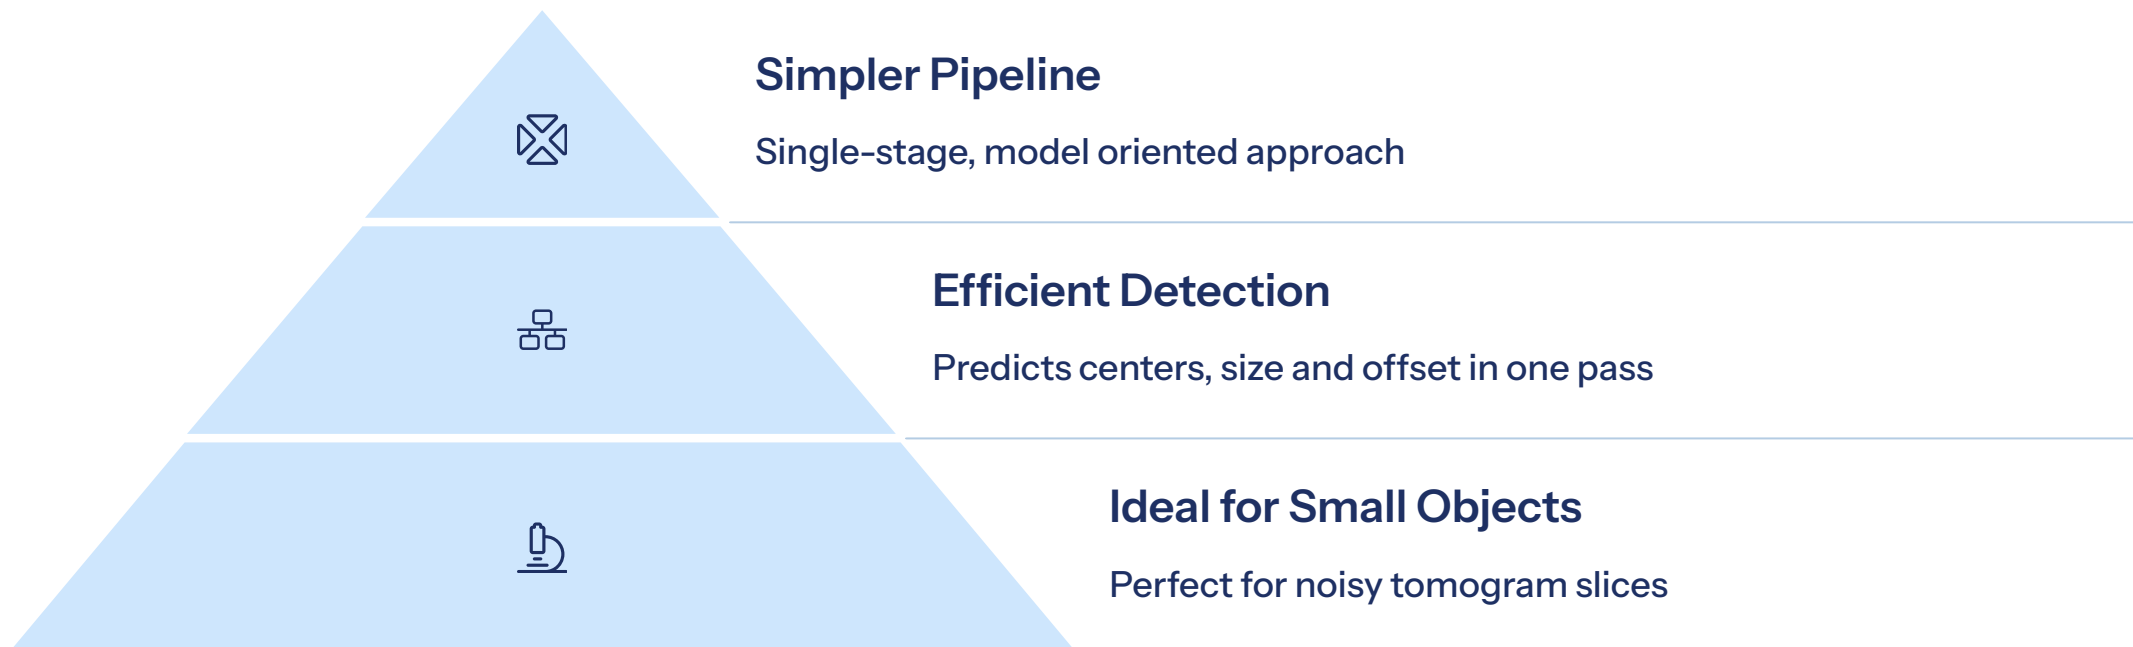 Simpler Pipeline
Single-stage, model oriented approach
Efficient Detection
Predicts centers, size and offset in one pass
Ideal for Small Objects
Perfect for noisy tomogram slices